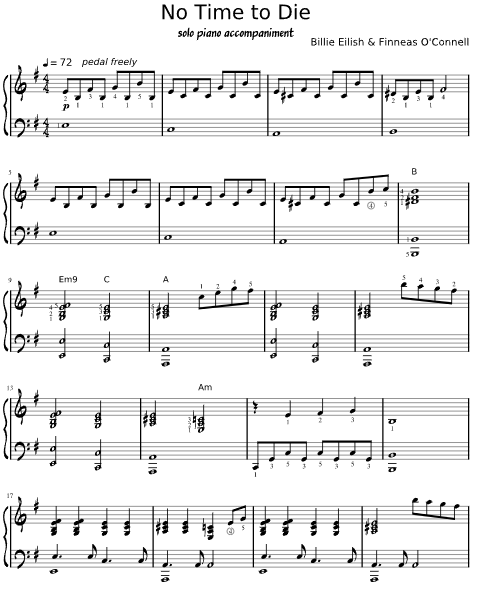 No Time to Die
solo piano accompaniment
Billie Eilish & Finneas O'Connell
♩ = 72 pedal freely
p
5
B
9
Em9 C A
13
Am
17